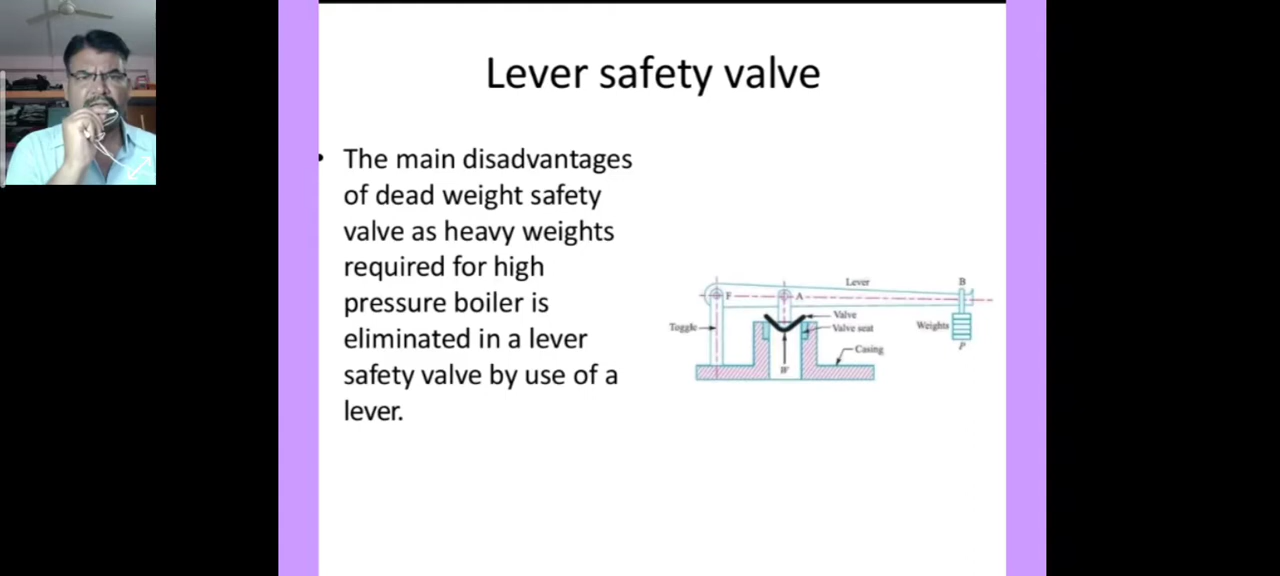 Lever safety valve
• The main disadvantages
of dead weight safety
valve as heavy weights
required for high
pressure boiler is
eliminated in a lever
safety valve by use of a
lever.
Lever
B
F
A
Valve
Toggle
Valve seat
Weights
Casing
P
W